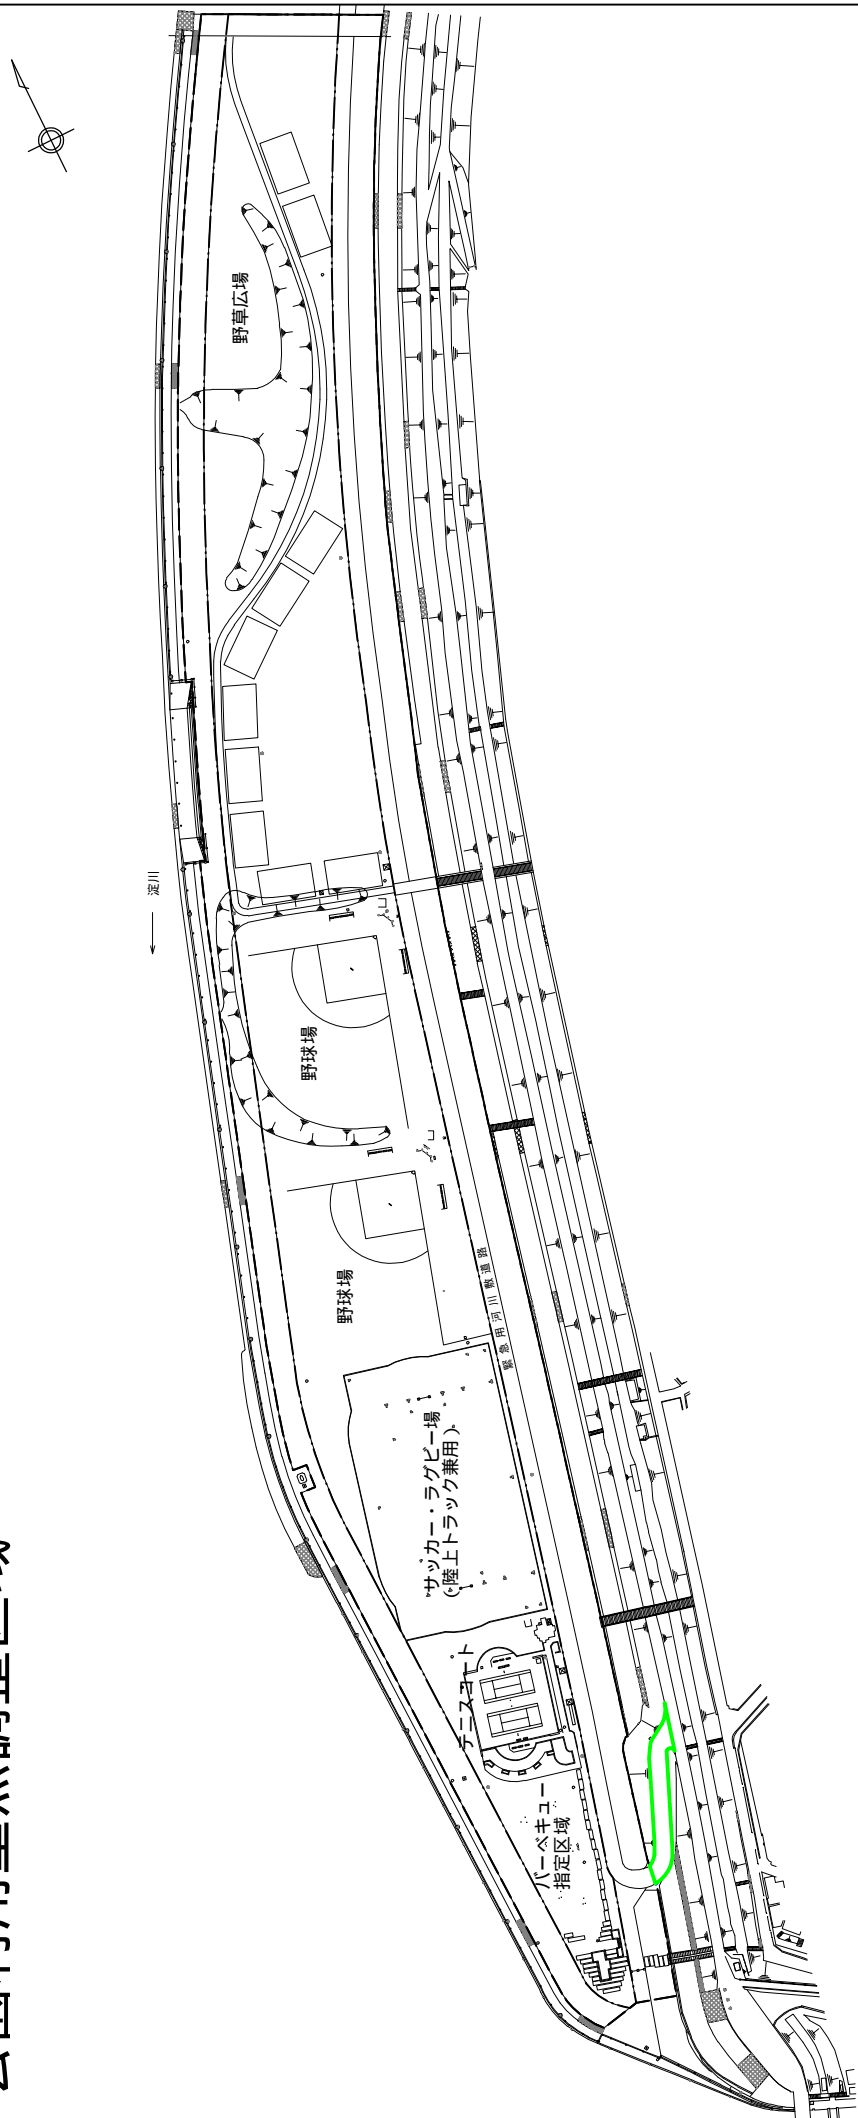 野草広場
淀川
野球場
野球場
緊急用河川敷道路
サッカー・ラグビー場
(陸上トラック兼用)
テニスコート
バーベキュー
指定区域